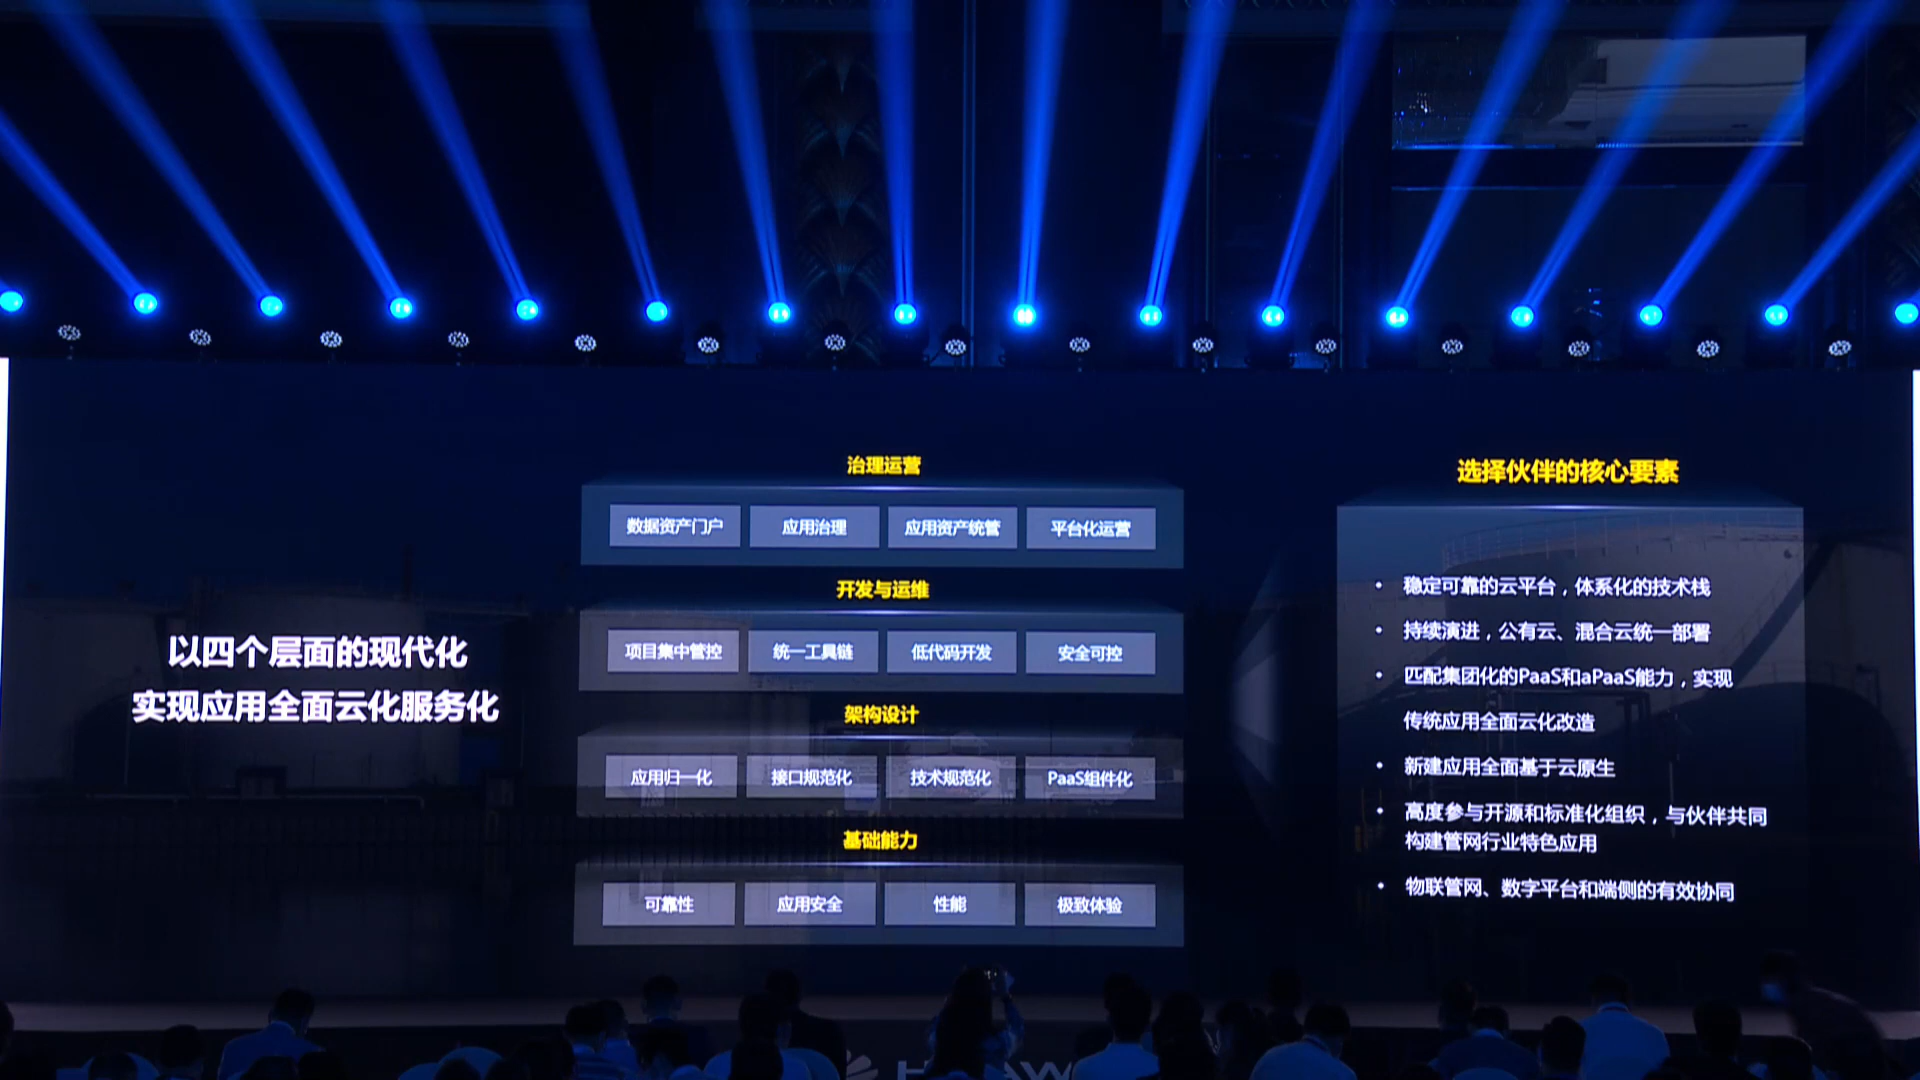 以四个层面的现代化
实现应用全面云化服务化
治理运营
数据资产门户
应用治理
应用资产统管
平台化运营
开发与运维
项目集中管控
统一工具链
低代码开发
安全可控
架构设计
应用归一化
接口规范化
技术规范化
PaaS组件化
基础能力
可靠性
应用安全
性能
极致体验
选择伙伴的核心要素
• 稳定可靠的云平台，体系化的技术栈
• 持续演进，公有云、混合云统一部署
• 匹配集团化的PaaS和aPaaS能力，实现
传统应用全面云化改造
• 新建应用全面基于云原生
• 高度参与开源和标准化组织，与伙伴共同
构建管网行业特色应用
• 物联管网、数字平台和端侧的有效协同